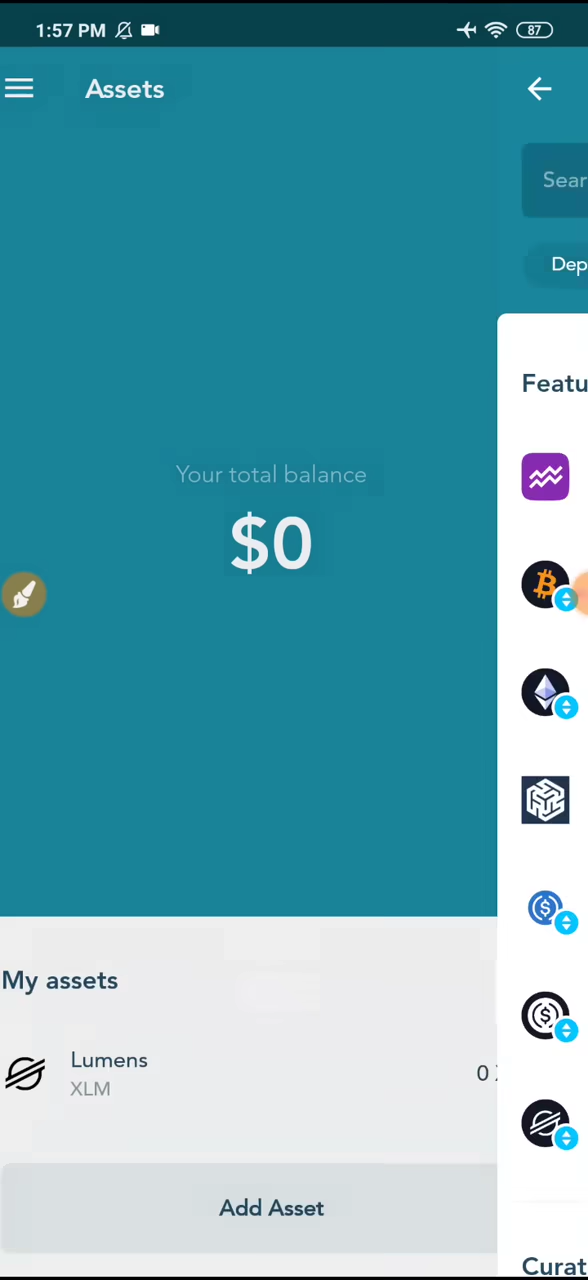 1:57 PM
87
Assets
Sear
Dep
Featu
Your total balance
$0
My assets
Lumens
XLM
0
Add Asset
Curat